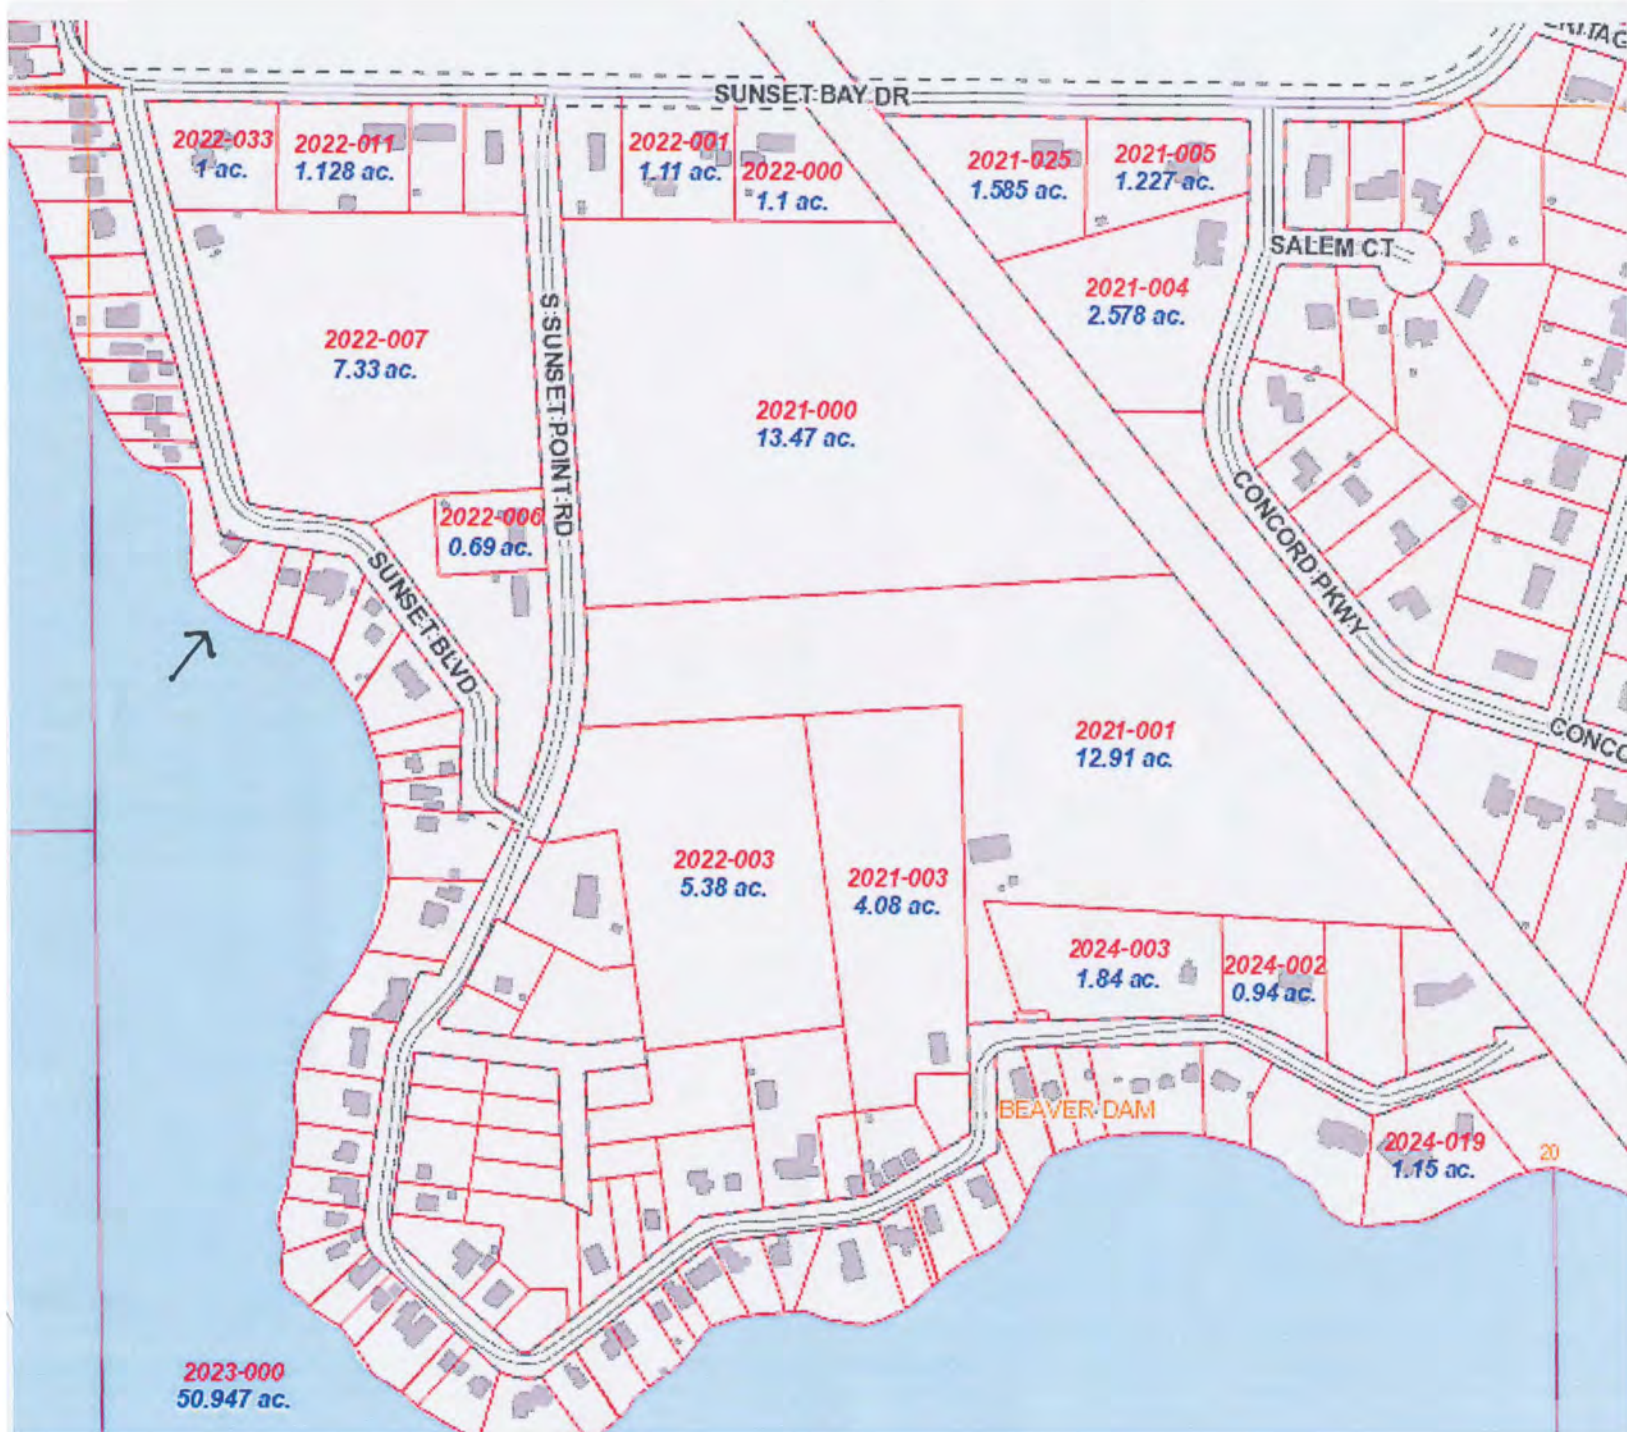 SUNSET BAY DR
2022-033
1 ac.
2022-011
1.128 ac.
2022-001
1.11 ac.
2022-000
1.1 ac.
2021-025
1.585 ac.
2021-005
1.227 ac.
SALEM CT
2021-004
2.578 ac.
2022-007
7.33 ac.
S SUNSET POINT RD
2021-000
13.47 ac.
2022-006
0.69 ac.
CONCORD PKWY
SUNSET BLVD
2021-001
12.91 ac.
2022-003
5.38 ac.
2021-003
4.08 ac.
2024-003
1.84 ac.
2024-002
0.94 ac.
BEAVER DAM
2024-019
1.15 ac.
20
2023-000
50.947 ac.